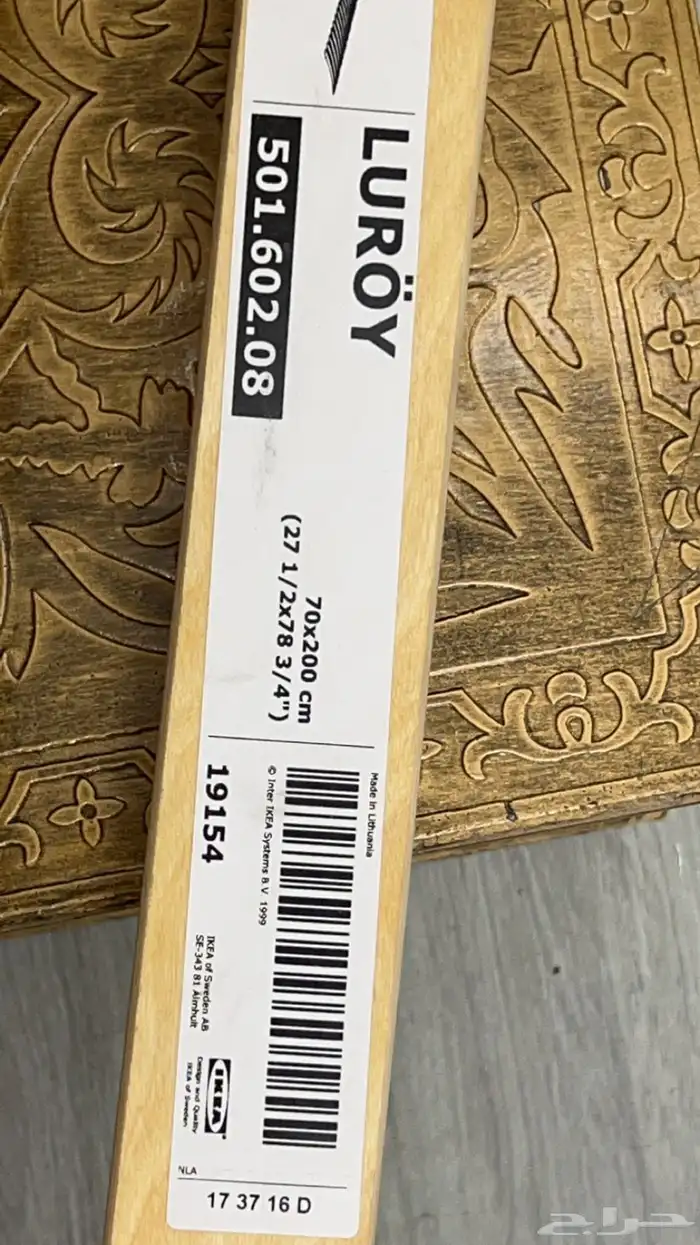 LURÖY
501.602.08
70x200 cm
(27 1/2x78 3/4")
Made in Lithuania
© Inter IKEA Systems B.V. 1999
19154
IKEA of Sweden AB
SE-343 81 Älmhult
IKEA®
Design and Quality
IKEA of Sweden
NLA
17 37 16 D
حراج